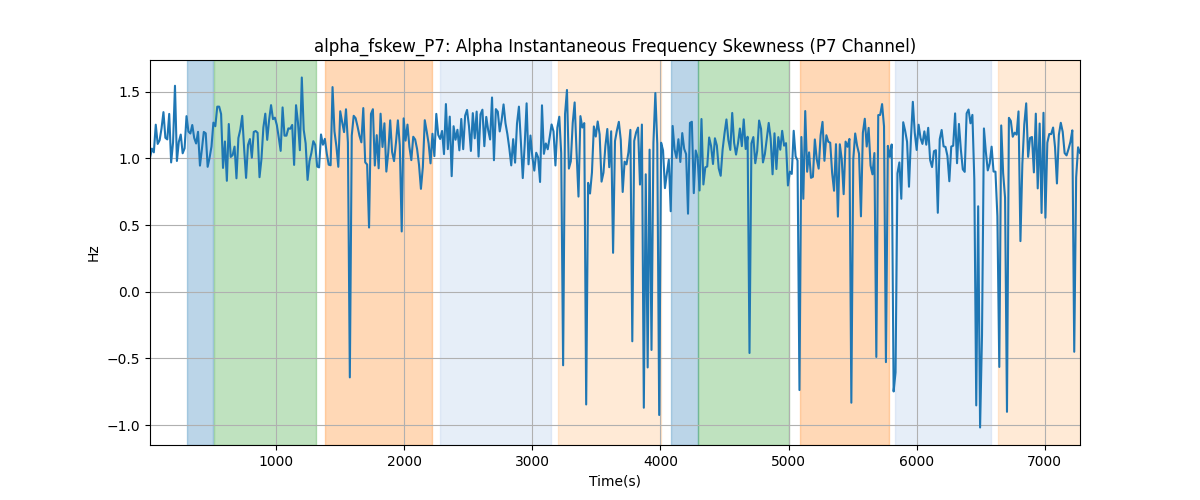 alpha_fskew_P7: Alpha Instantaneous Frequency Skewness (P7 Channel)
1.5
1.0
0.5
0.0
−0.5
−1.0
Hz
1000 2000 3000 4000 5000 6000 7000
Time(s)